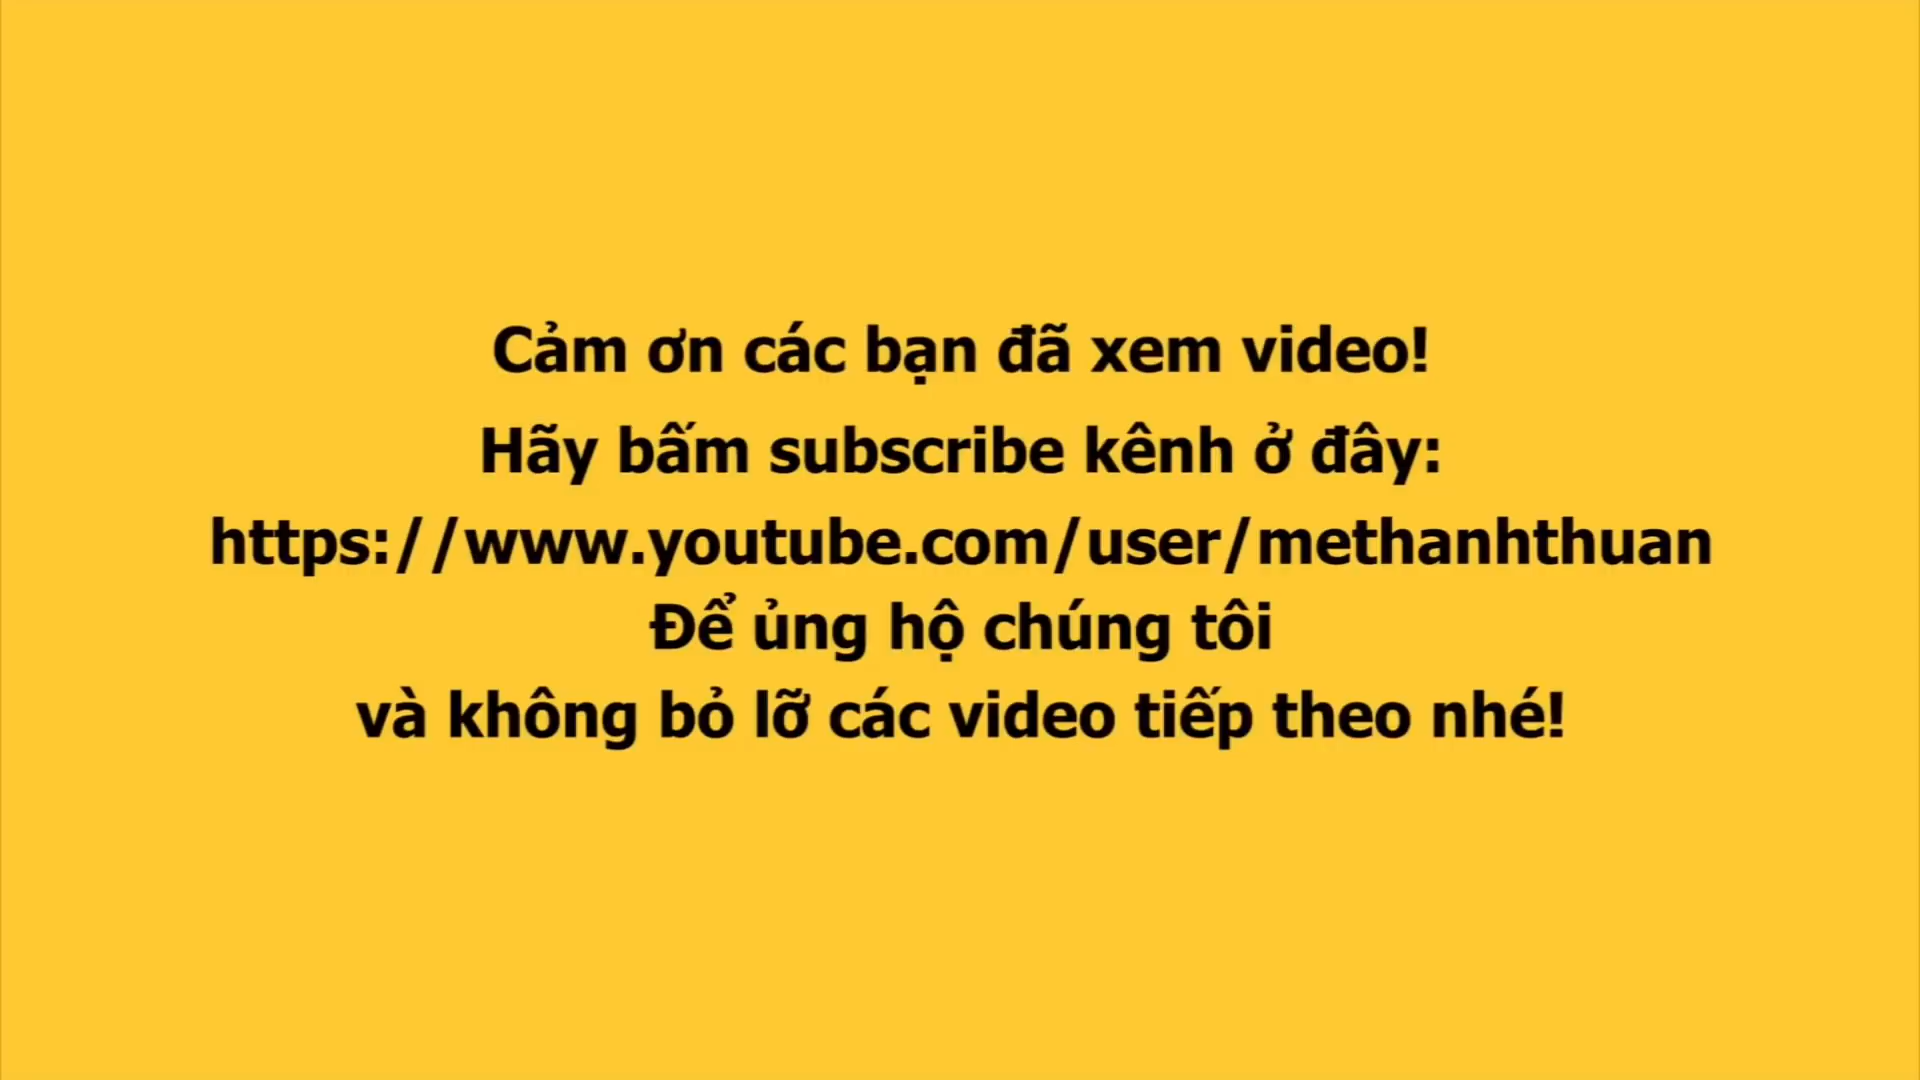 Cảm ơn các bạn đã xem video!
Hãy bấm subscribe kênh ở đây:
https://www.youtube.com/user/methanhthuan
Để ủng hộ chúng tôi
và không bỏ lỡ các video tiếp theo nhé!